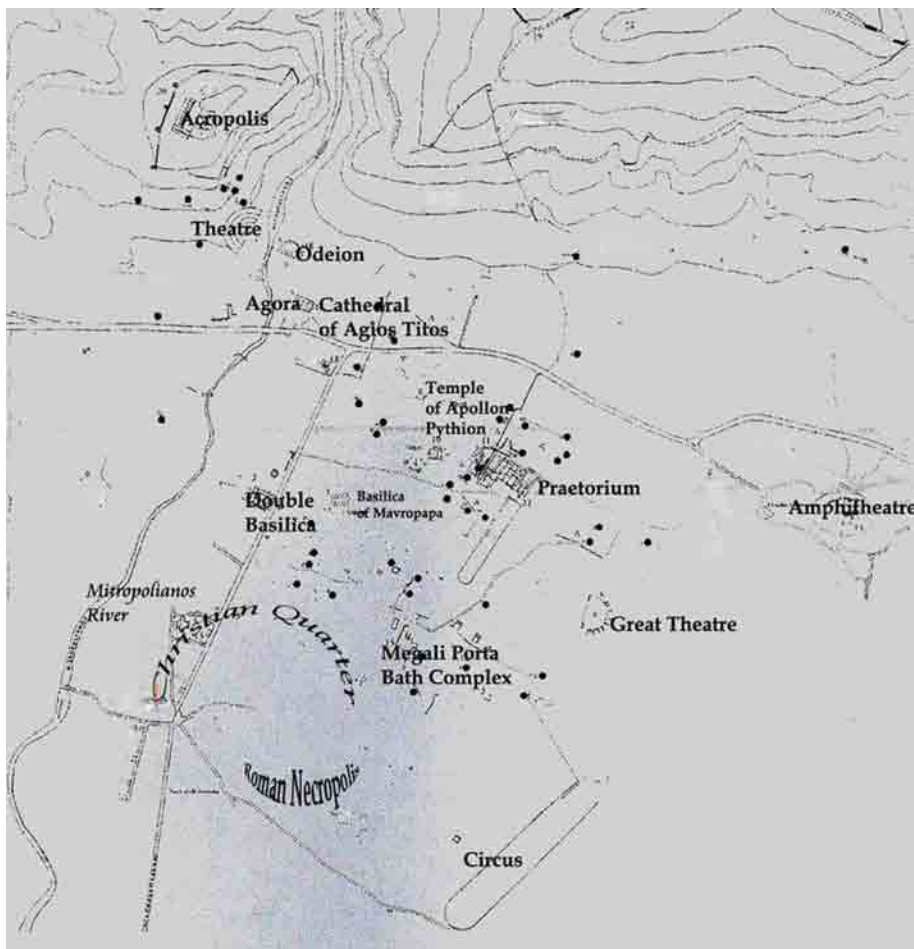 Acropolis
Theatre
Odeion
Agora
Cathedral
of Agios Titos
Temple
of Apollon
Pythion
Praetorium
Double
Basilica
Basilica
of Mavropapa
Amphitheatre
Mitropolianos
River
Christian Quarter
Great Theatre
Megali Porta
Bath Complex
Roman Necropolis
Circus